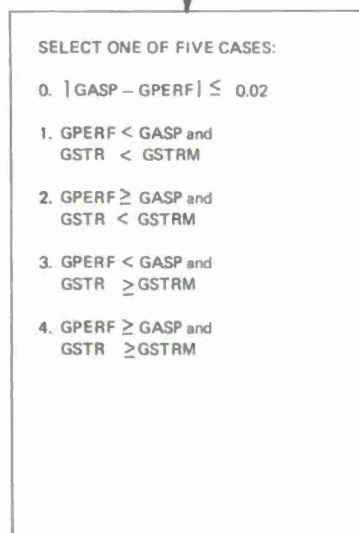 SELECT ONE OF FIVE CASES:
0. |GASP – GPERF| ≤ 0.02
1. GPERF < GASP and
GSTR < GSTRM
2. GPERF ≥ GASP and
GSTR < GSTRM
3. GPERF < GASP and
GSTR ≥ GSTRM
4. GPERF ≥ GASP and
GSTR ≥ GSTRM